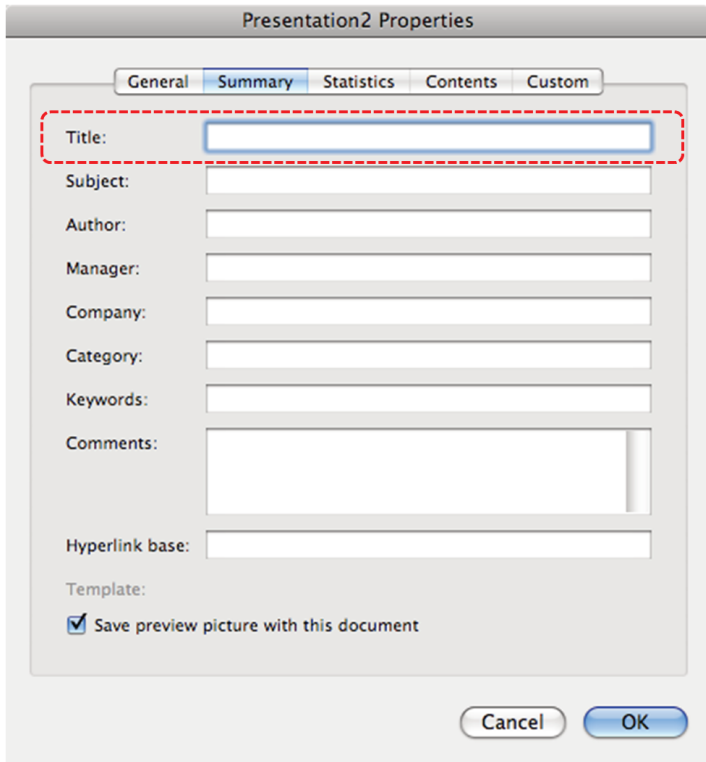 Presentation2 Properties
General Summary Statistics Contents Custom
Title:
Subject:
Author:
Manager:
Company:
Category:
Keywords:
Comments:
Hyperlink base:
Template:
Save preview picture with this document
Cancel OK